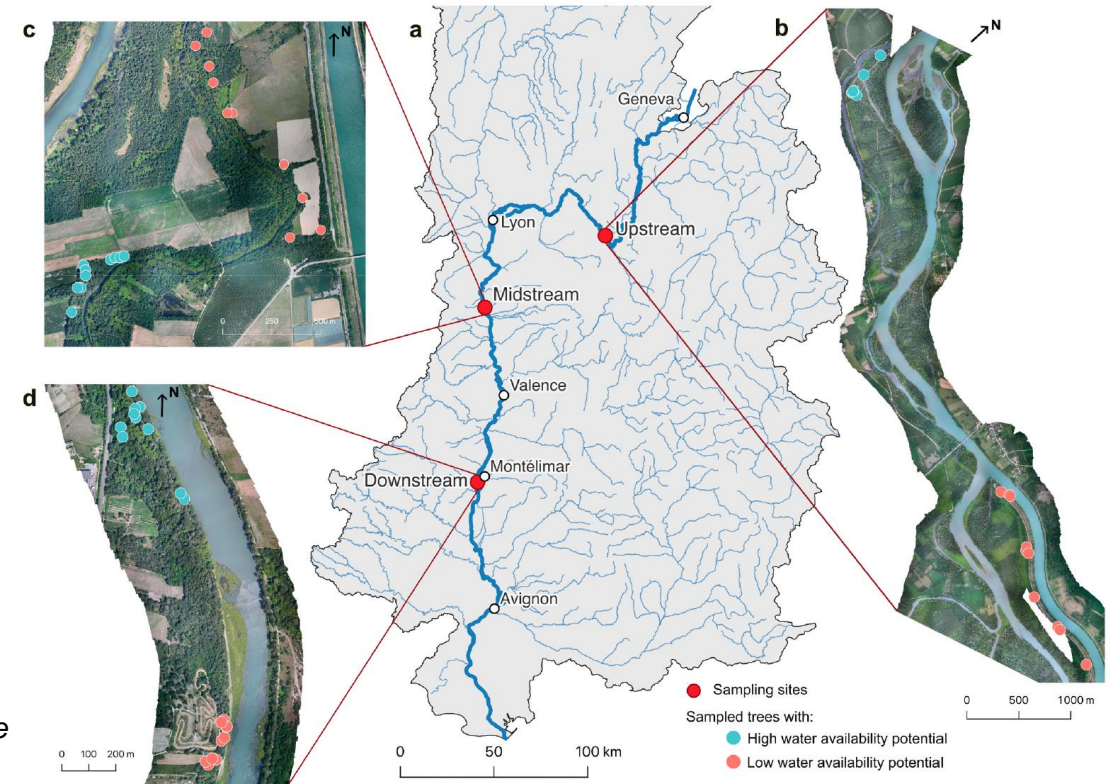 c
N
a
b
N
Geneva
Lyon
Upstream
Midstream
0 250 500 m
d
N
Valence
Montélimar
Downstream
Avignon
e
Sampling sites
Sampled trees with:
High water availability potential
Low water availability potential
0 100 200 m
0 50 100 km
0 500 1000 m